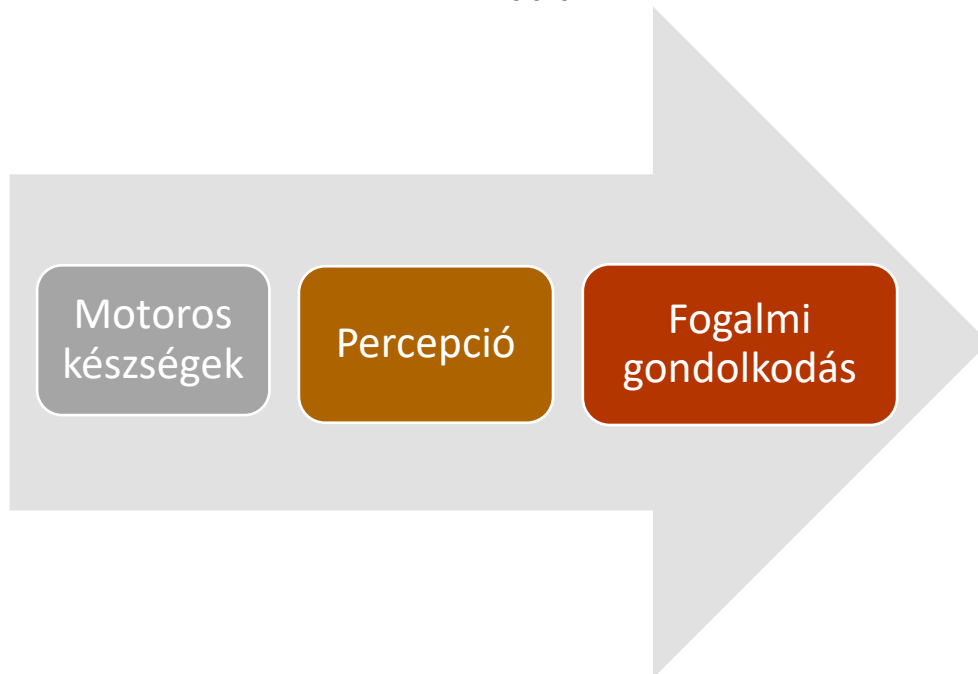 Motoros
készségek
Percepció
Fogalmi
gondolkodás